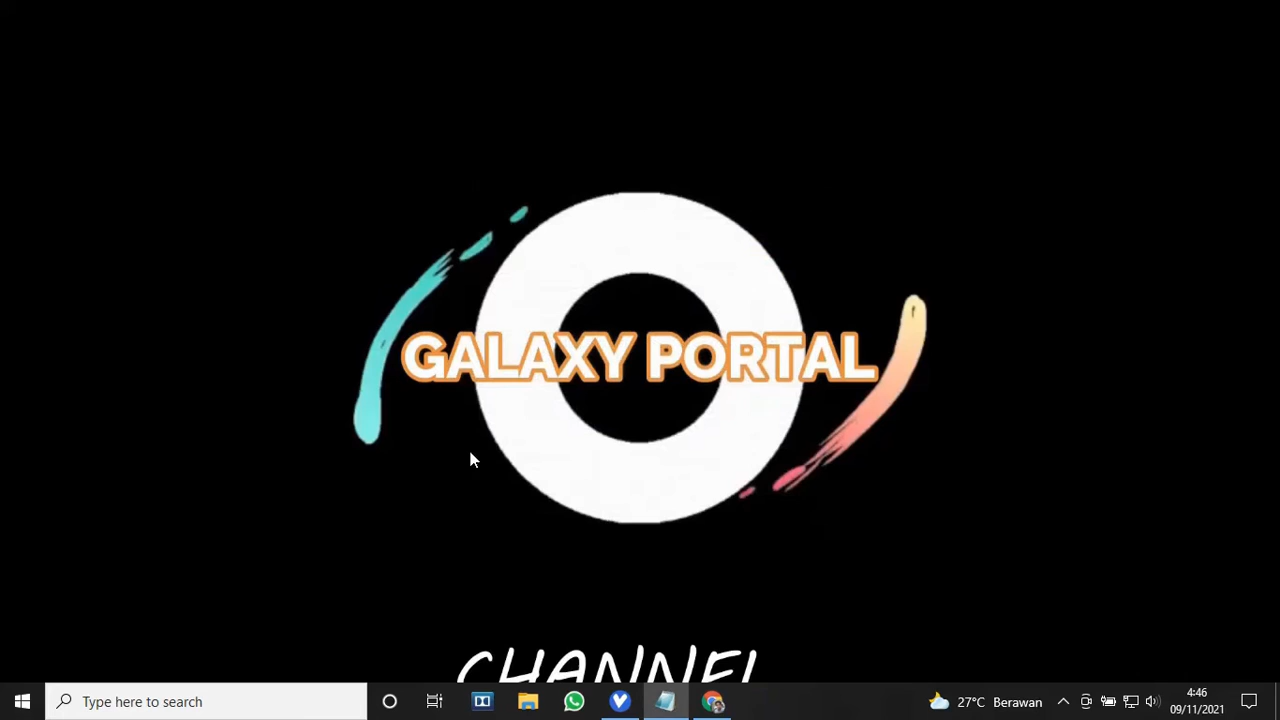 GALAXY PORTAL
CHANNEL
Type here to search
27°C Berawan
4:46
09/11/2021